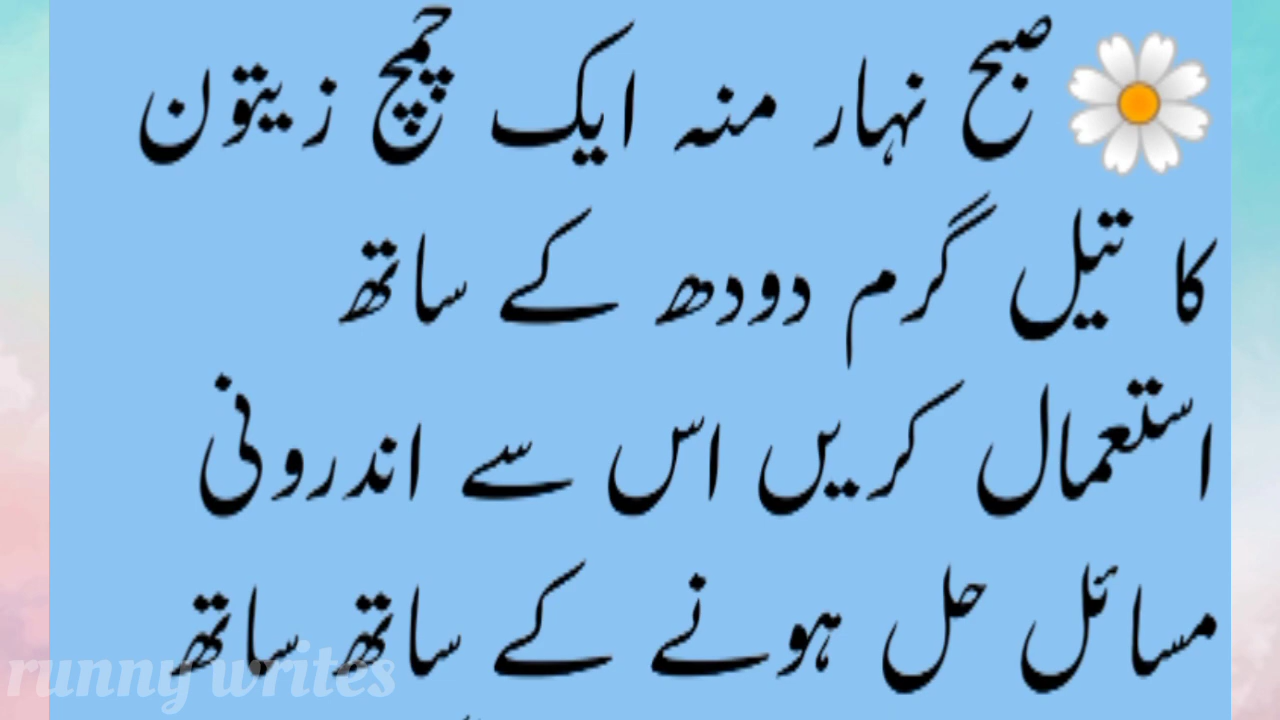 🌼صبح نہار منہ ایک چمچ زیتون
کا تیل گرم دودھ کے ساتھ
استعمال کریں اس سے اندرونی
مسائل حل ہونے کے ساتھ ساتھ
runny writes